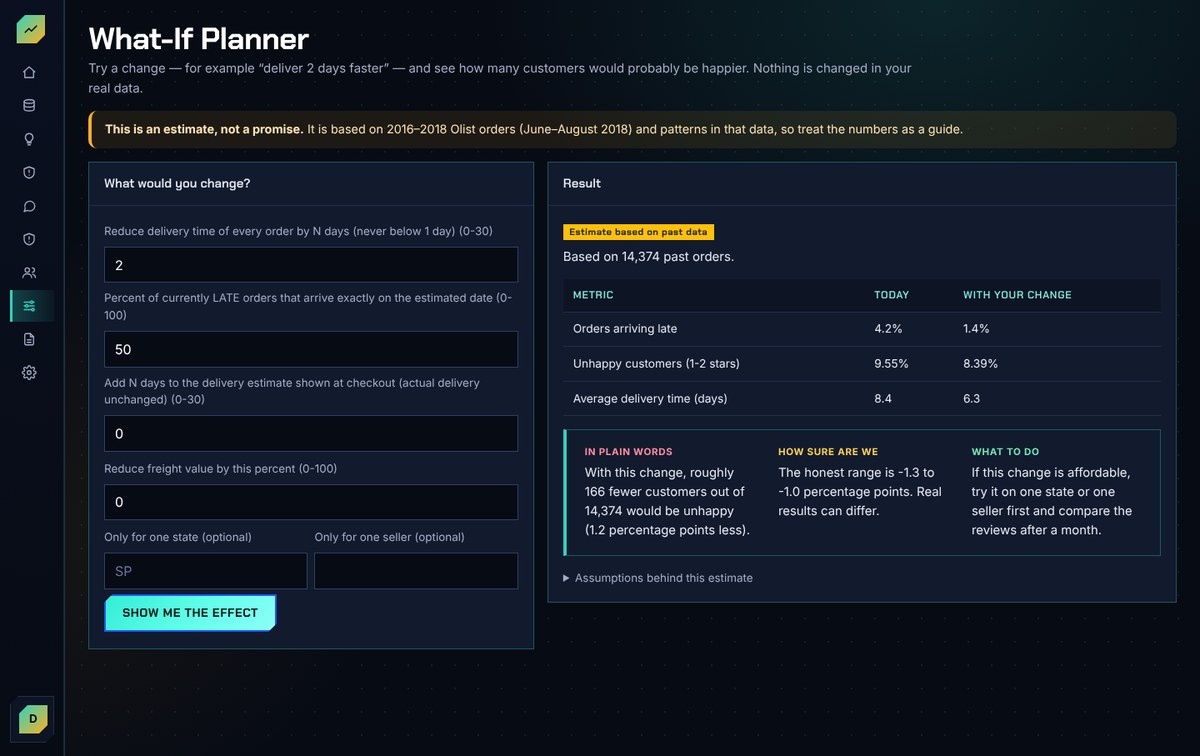 What-If Planner
Try a change — for example “deliver 2 days faster” — and see how many customers would probably be happier. Nothing is changed in your
real data.
This is an estimate, not a promise. It is based on 2016–2018 Olist orders (June–August 2018) and patterns in that data, so treat the numbers as a guide.
What would you change?
Reduce delivery time of every order by N days (never below 1 day) (0-30)
2
Percent of currently LATE orders that arrive exactly on the estimated date (0-
100)
50
Add N days to the delivery estimate shown at checkout (actual delivery
unchanged) (0-30)
0
Reduce freight value by this percent (0-100)
0
Only for one state (optional) Only for one seller (optional)
SP
SHOW ME THE EFFECT
Result
Estimate based on past data
Based on 14,374 past orders.
METRIC TODAY WITH YOUR CHANGE
Orders arriving late 4.2% 1.4%
Unhappy customers (1-2 stars) 9.55% 8.39%
Average delivery time (days) 8.4 6.3
IN PLAIN WORDS
With this change, roughly
166 fewer customers out of
14,374 would be unhappy
(1.2 percentage points less).
HOW SURE ARE WE
The honest range is -1.3 to
-1.0 percentage points. Real
results can differ.
WHAT TO DO
If this change is affordable,
try it on one state or one
seller first and compare the
reviews after a month.
Assumptions behind this estimate
D